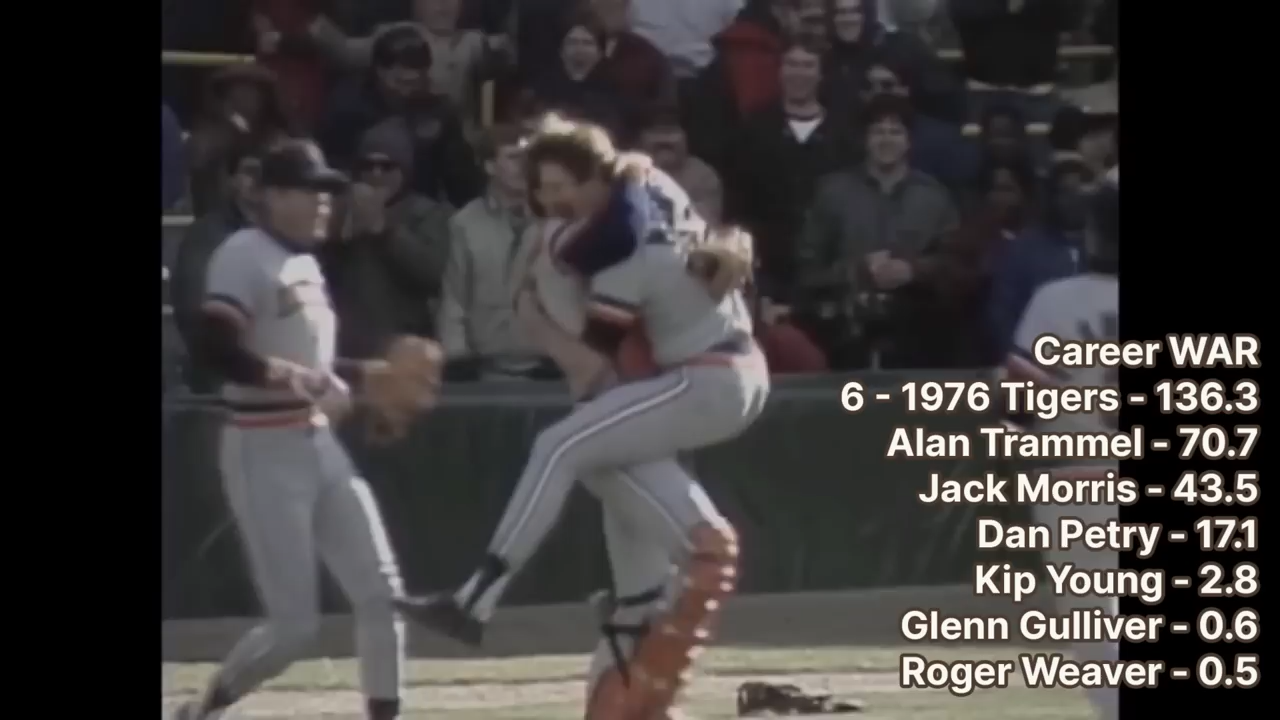 Career WAR
6 - 1976 Tigers - 136.3
Alan Trammel - 70.7
Jack Morris - 43.5
Dan Petry - 17.1
Kip Young - 2.8
Glenn Gulliver - 0.6
Roger Weaver - 0.5